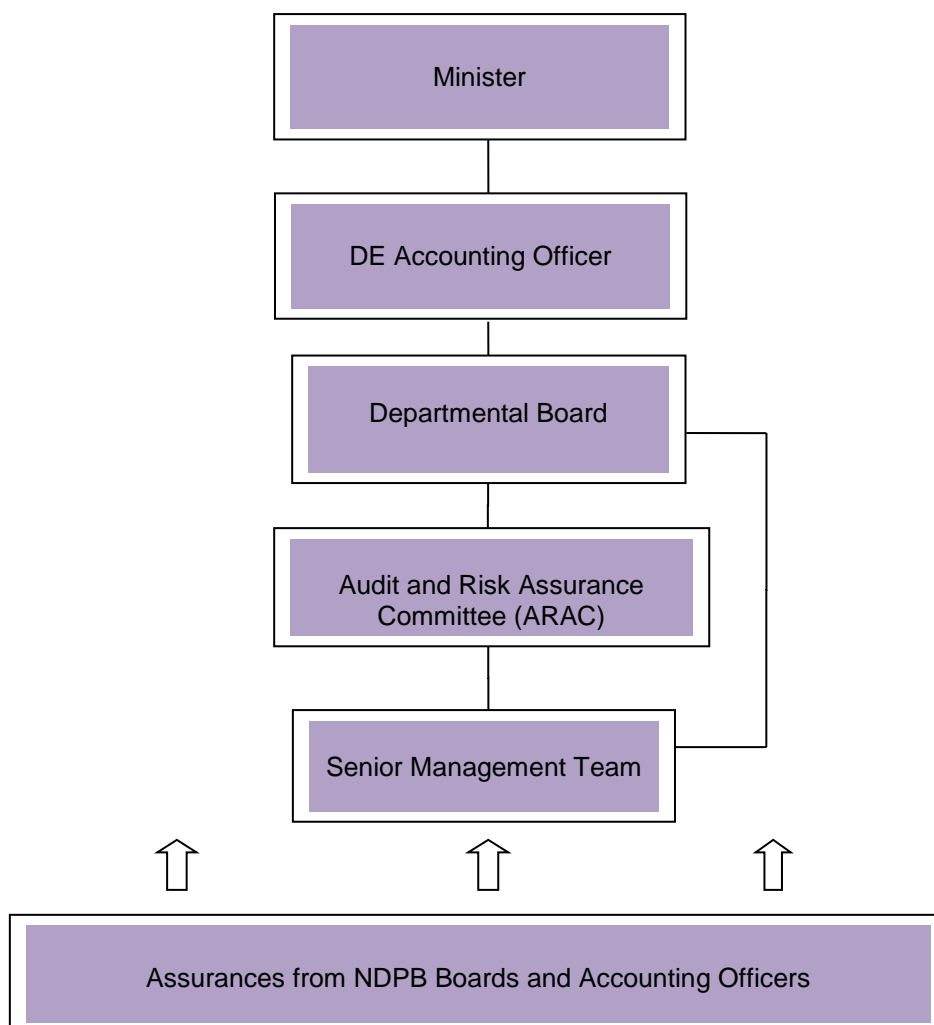 Minister
DE Accounting Officer
Departmental Board
Audit and Risk Assurance
Committee (ARAC)
Senior Management Team
Assurances from NDPB Boards and Accounting Officers